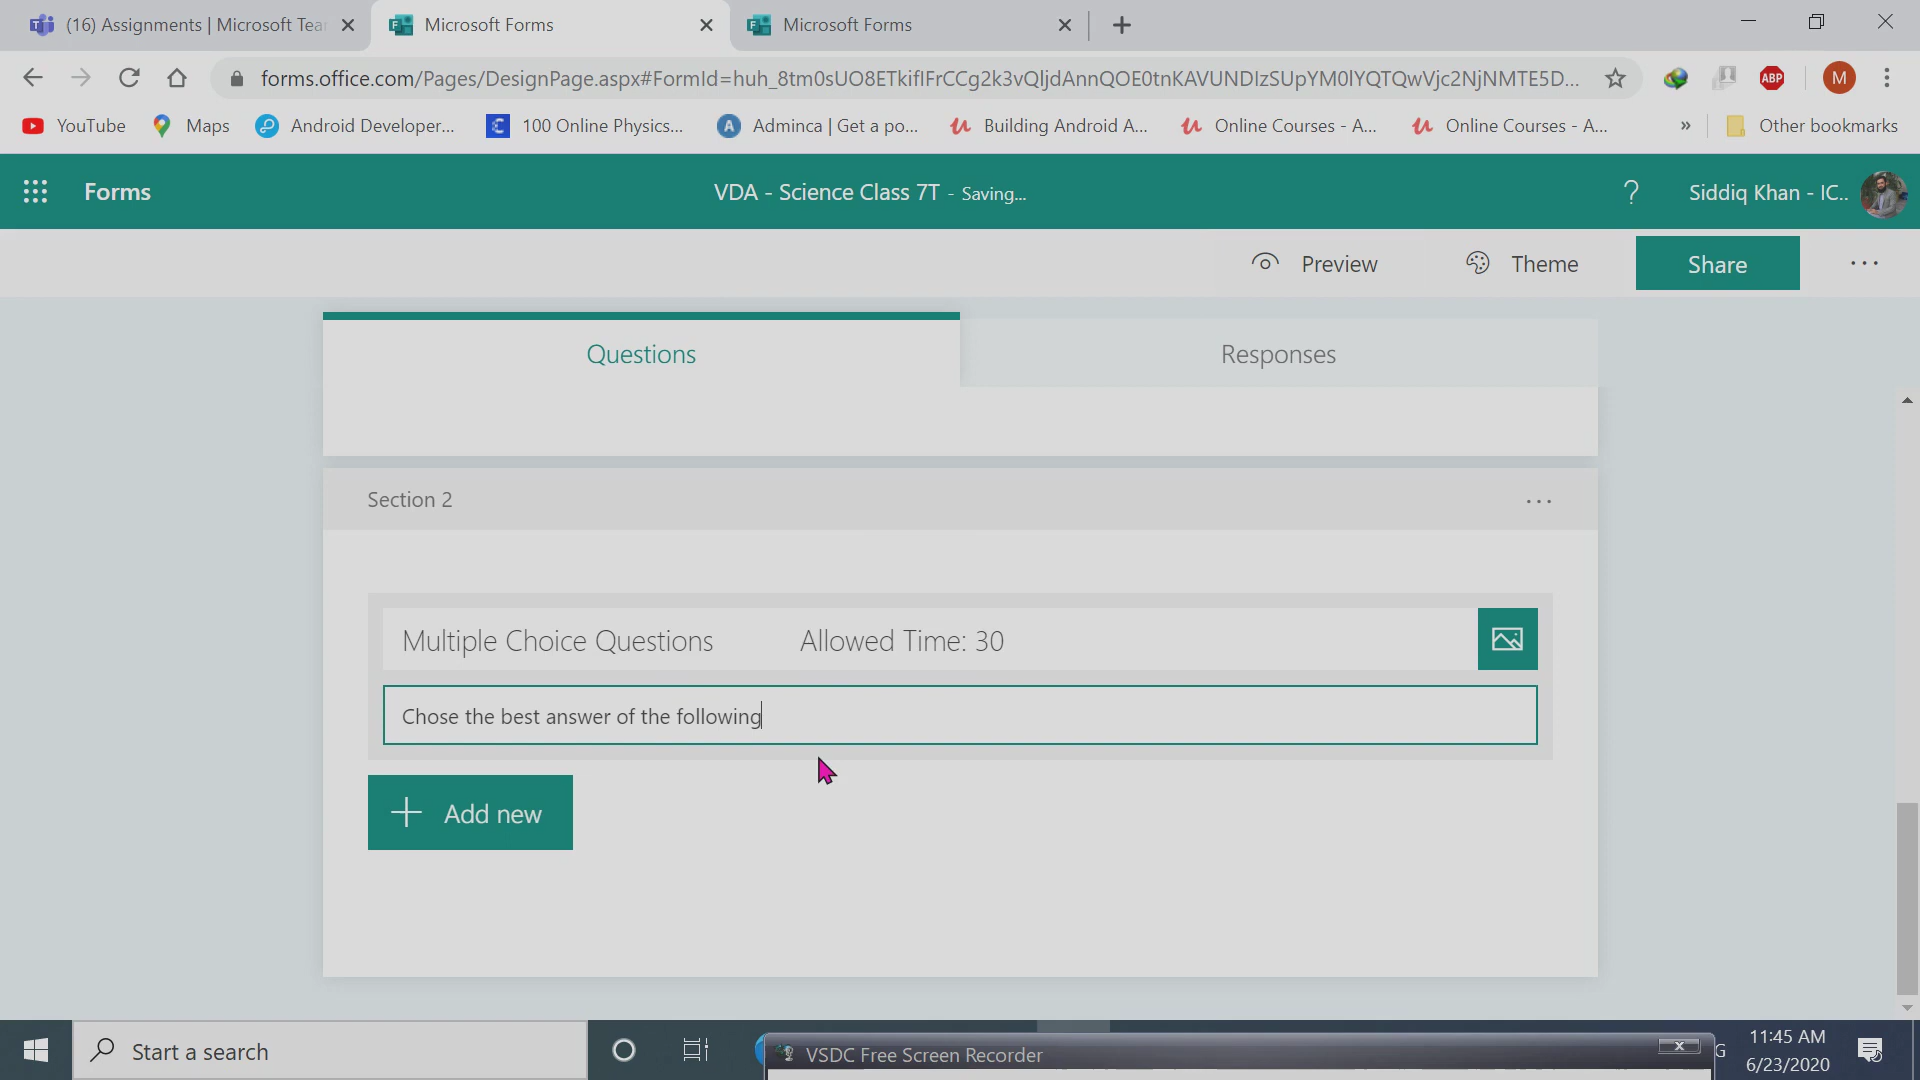 (16) Assignments | Microsoft Tea
Microsoft Forms
Microsoft Forms
forms.office.com/Pages/DesignPage.aspx#FormId=huh_8tm0sUO8ETkifIFrCCg2k3vQljdAnnQOE0tnKAVUNDIzSUpYM0lYQTQwVjc2NjNMTE5D...
ABP
M
YouTube
Maps
Android Developer...
100 Online Physics...
Adminca | Get a po...
Building Android A...
Online Courses - A...
Online Courses - A...
»
Other bookmarks
Forms
VDA - Science Class 7T - Saving...
?
Siddiq Khan - IC..
Preview
Theme
Share
...
Questions
Responses
Section 2
...
Multiple Choice Questions Allowed Time: 30
Chose the best answer of the following
+ Add new
Start a search
VSDC Free Screen Recorder
G
11:45 AM
6/23/2020